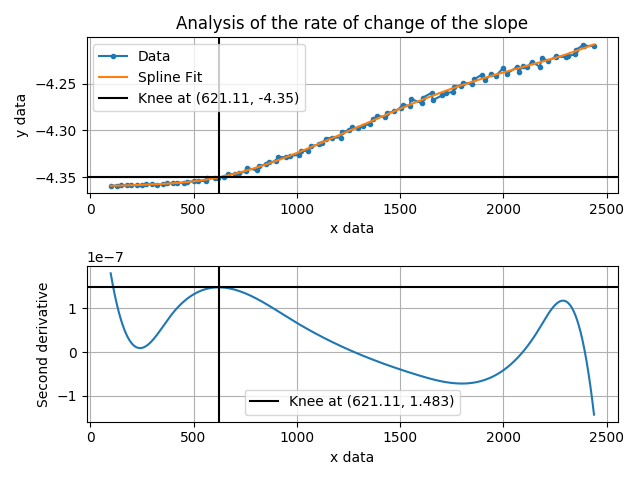 Analysis of the rate of change of the slope
Data
Spline Fit
Knee at (621.11, -4.35)
−4.25
−4.30
−4.35
y data
0 500 1000 1500 2000 2500
x data
1e−7
1
0
−1
Second derivative
Knee at (621.11, 1.483)
0 500 1000 1500 2000 2500
x data